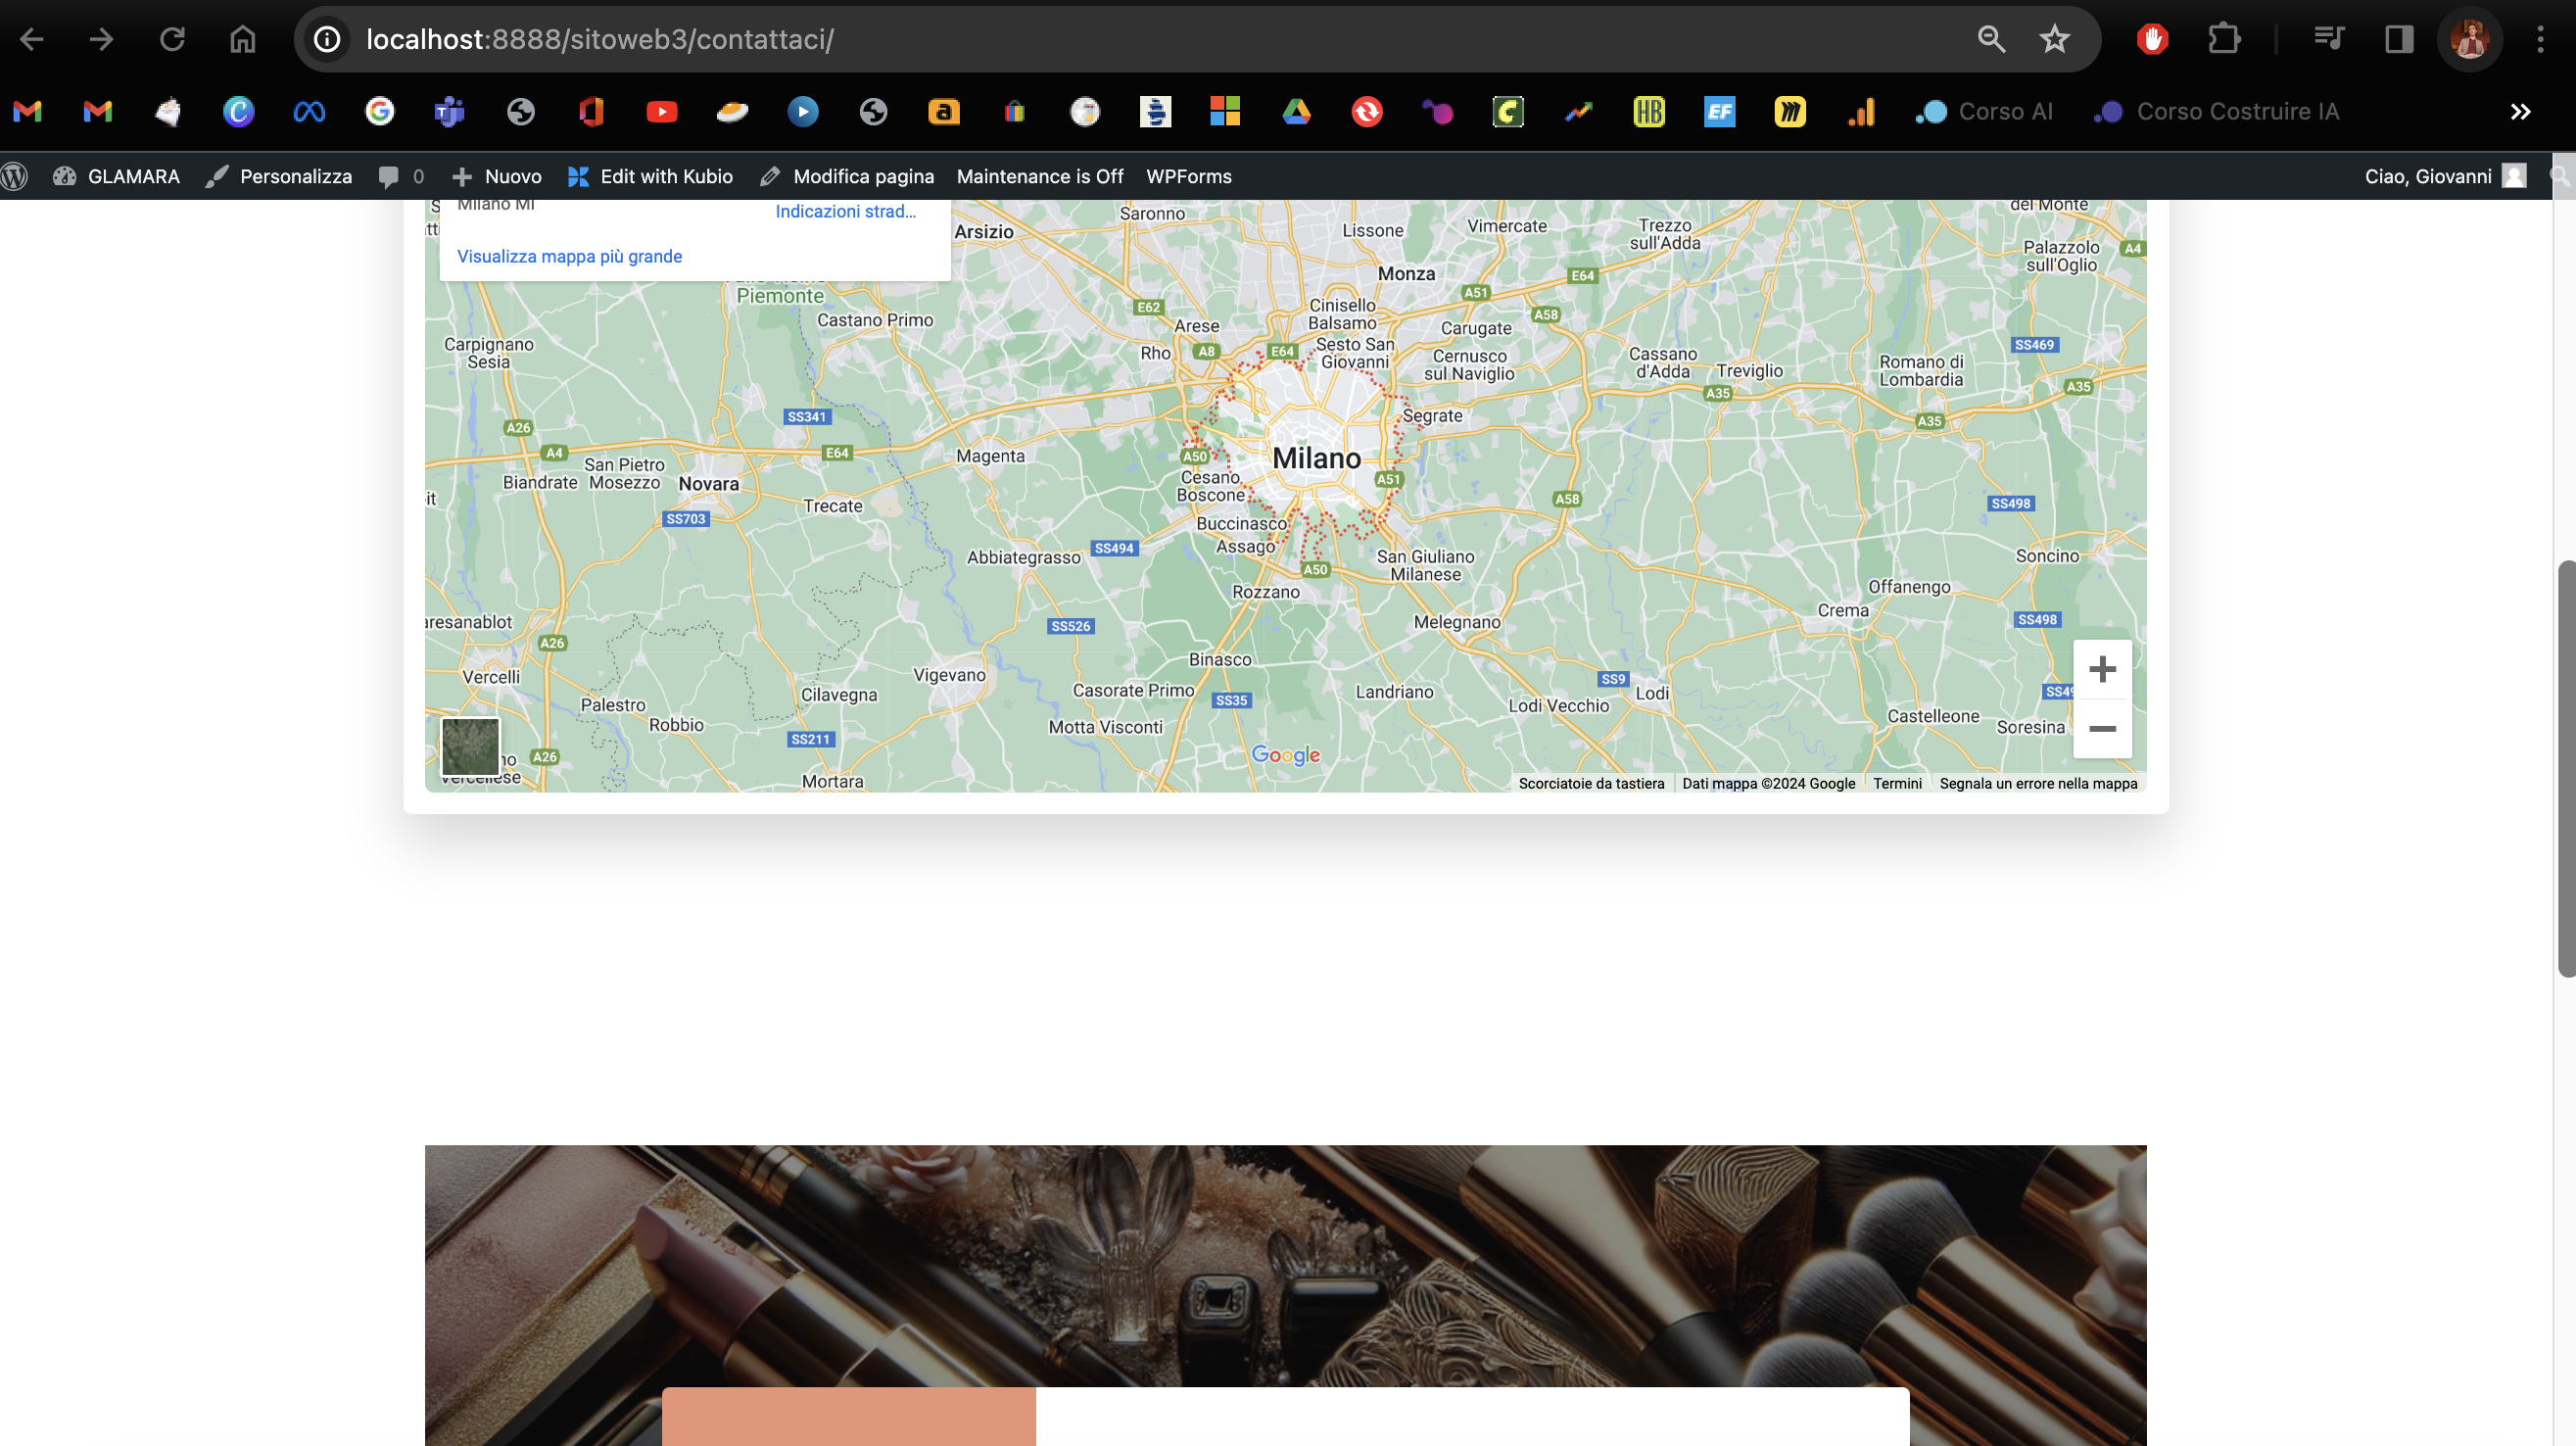 localhost:8888/sitoweb3/contattaci/
Corso AI
Corso Costruire IA
GLAMARA
Personalizza
0
Nuovo
Edit with Kubio
Modifica pagina
Maintenance is Off
WPForms
Ciao, Giovanni
Milano MI
Indicazioni strad...
Visualizza mappa più grande
Saronno
Arsizio
Lissone
Vimercate
Trezzo
sull'Adda
del Monte
Palazzolo
sull'Oglio
A4
Monza
E64
Piemonte
E62
A51
Cinisello
Balsamo
A58
Castano Primo
Arese
Carugate
Carpignano
Sesia
Rho
A8
E64
Sesto San
Giovanni
Cernusco
sul Naviglio
Cassano
d'Adda
Treviglio
Romano di
Lombardia
SS469
A35
A35
A35
SS341
A26
Segrate
A4
E64
Magenta
A50
Milano
San Pietro
Mosezzo
Biandrate
Novara
Cesano
Boscone
A51
A58
SS498
Trecate
SS703
Buccinasco
Abbiategrasso
SS494
Assago
San Giuliano
Milanese
Soncino
A50
Rozzano
Offanengo
Crema
SS498
aresanablot
SS526
Melegnano
A26
Vercelli
Vigevano
Binasco
SS9
Lodi
Cilavegna
Casorate Primo
SS35
Landriano
Palestro
Lodi Vecchio
Robbio
Motta Visconti
Castelleone
Soresina
SS211
A26
Google
Mortara
Scorciatoie da tastiera
Dati mappa ©2024 Google
Termini
Segnala un errore nella mappa